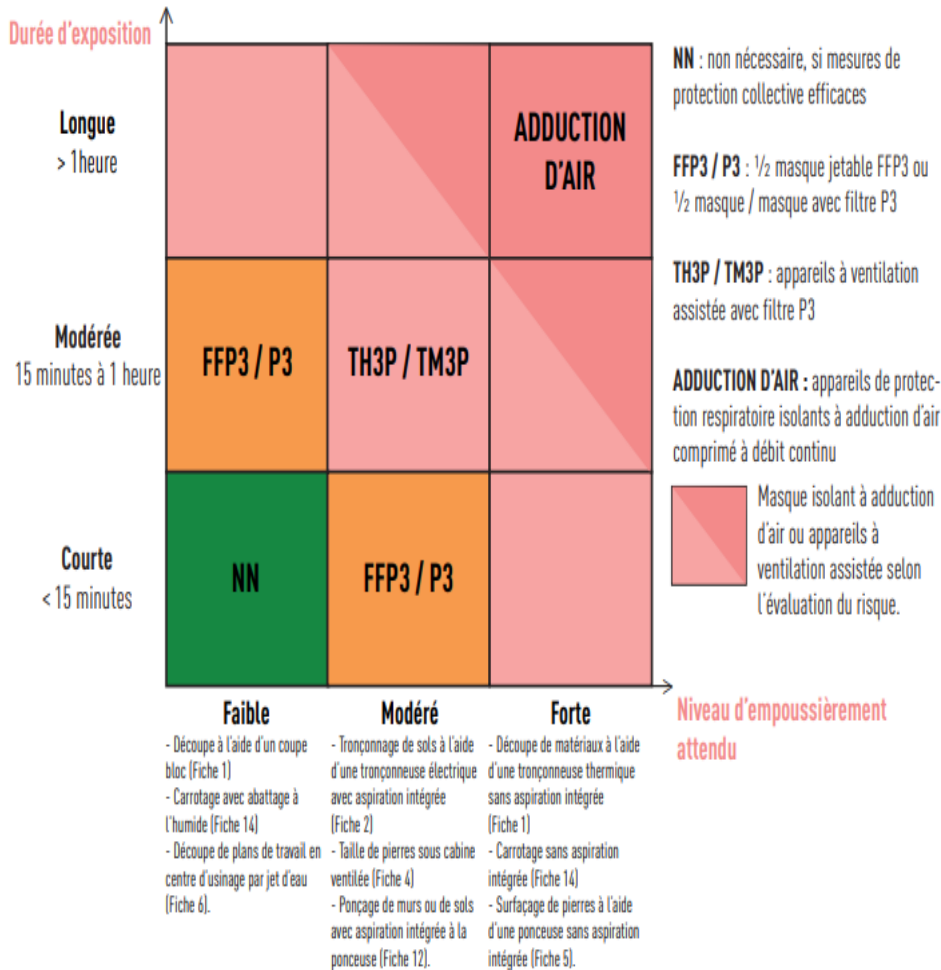 Durée d’exposition
Longue
> 1heure
ADDUCTION
D’AIR
Modérée
15 minutes à 1 heure
FFP3 / P3
TH3P / TM3P
Courte
< 15 minutes
NN
FFP3 / P3
NN : non nécessaire, si mesures de
protection collective efficaces
FFP3 / P3 : ½ masque jetable FFP3 ou
½ masque / masque avec filtre P3
TH3P / TM3P : appareils à ventilation
assistée avec filtre P3
ADDUCTION D’AIR : appareils de protec-
tion respiratoire isolants à adduction d’air
comprimé à débit continu
Masque isolant à adduction
d’air ou appareils à
ventilation assistée selon
l’évaluation du risque.
Niveau d’empoussièrement
attendu
Faible
- Découpe à l’aide d’un coupe
bloc (Fiche 1)
- Carrotage avec abattage à
l’humide (Fiche 14)
- Découpe de plans de travail en
centre d’usinage par jet d’eau
(Fiche 6).
Modéré
- Tronçonnage de sols à l’aide
d’une tronçonneuse électrique
avec aspiration intégrée
(Fiche 2)
- Taille de pierres sous cabine
ventilée (Fiche 4)
- Ponçage de murs ou de sols
avec aspiration intégrée à la
ponceuse (Fiche 12).
Forte
- Découpe de matériaux à l’aide
d’une tronçonneuse thermique
sans aspiration intégrée
(Fiche 1)
- Carrotage sans aspiration
intégrée (Fiche 14)
- Surfaçage de pierres à l’aide
d’une ponceuse sans aspiration
intégrée (Fiche 5).